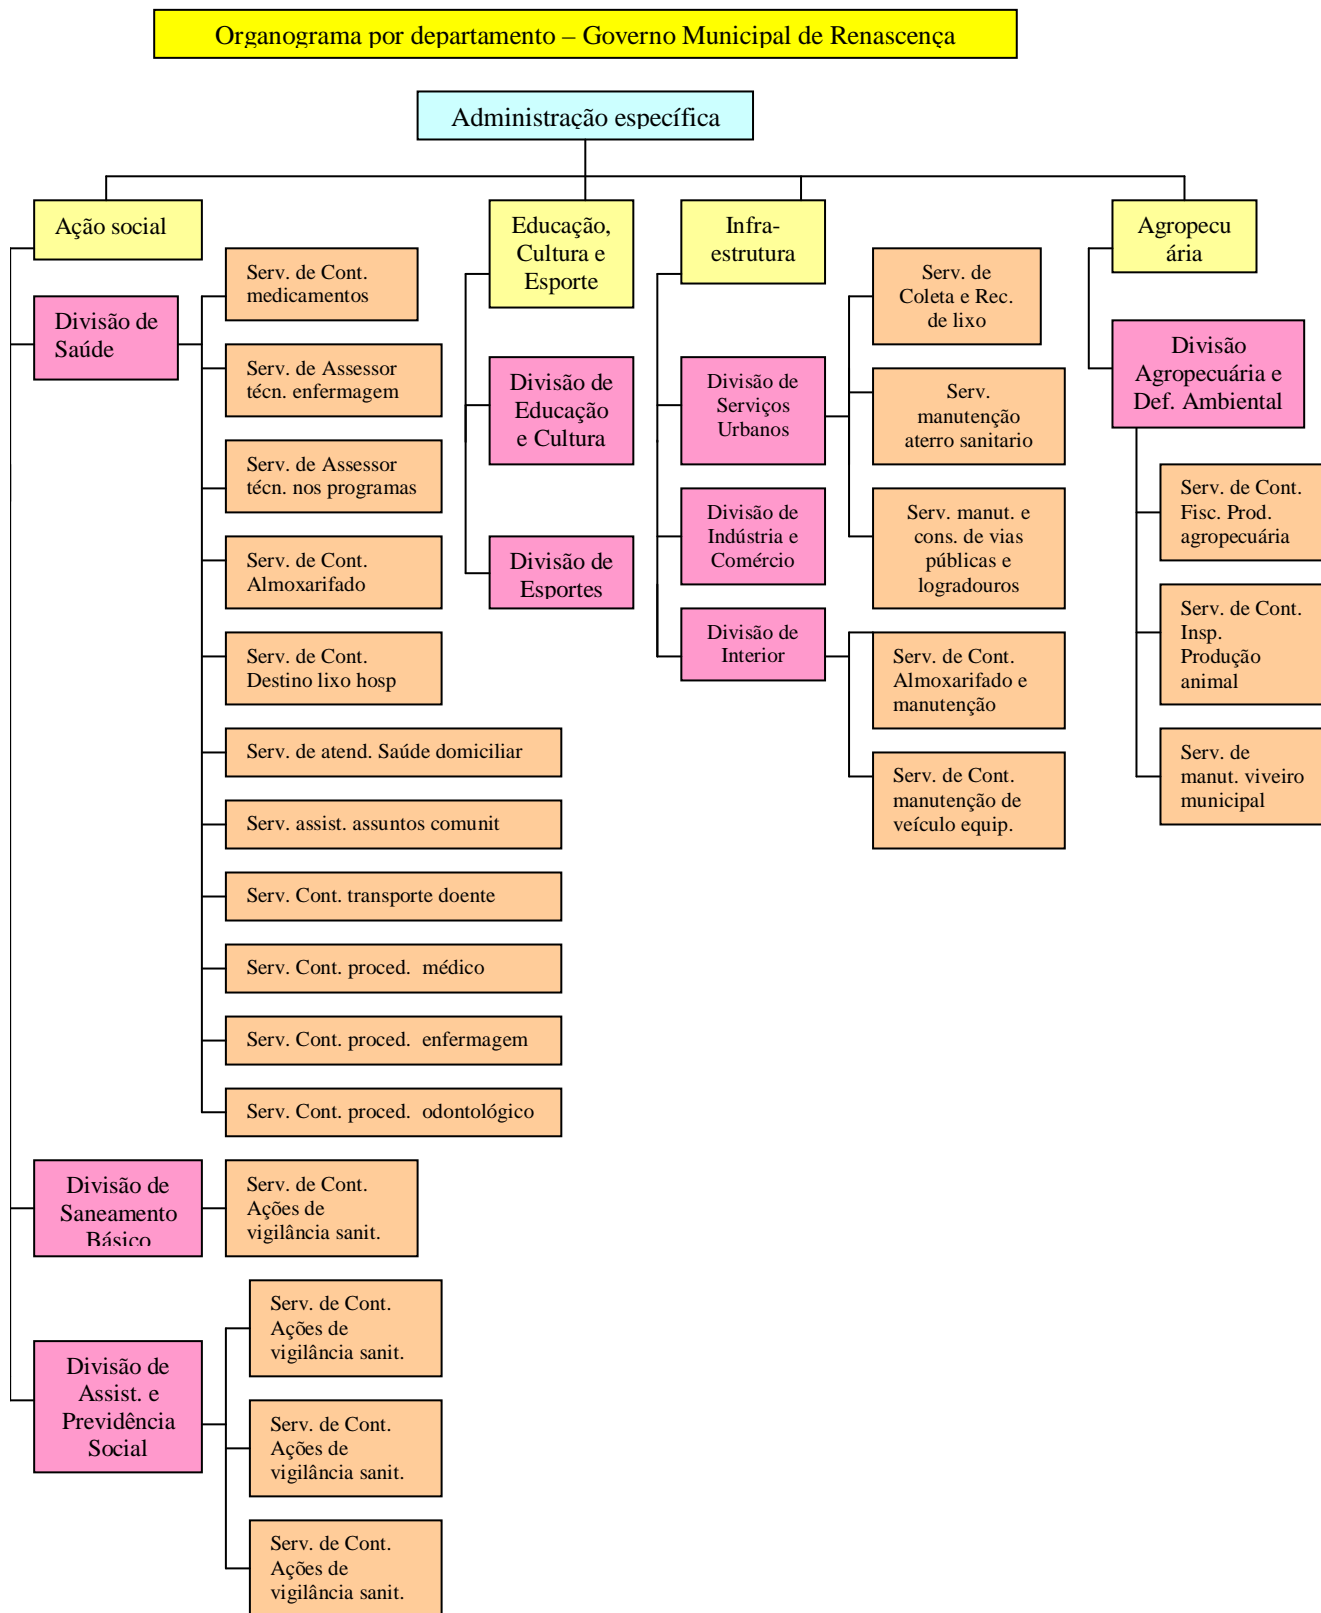 Organograma por departamento – Governo Municipal de Renascença
Administração específica
Ação social
Divisão de
Saúde
Serv. de Cont.
medicamentos
Serv. de Assessor
técn. enfermagem
Serv. de Assessor
técn. nos programas
Serv. de Cont.
Almoxarifado
Serv. de Cont.
Destino lixo hosp
Serv. de atend. Saúde domiciliar
Serv. assist. assuntos comunit
Serv. Cont. transporte doente
Serv. Cont. proced. médico
Serv. Cont. proced. enfermagem
Serv. Cont. proced. odontológico
Divisão de
Saneamento
Básico
Serv. de Cont.
Ações de
vigilância sanit.
Divisão de
Assist. e
Previdência
Social
Serv. de Cont.
Ações de
vigilância sanit.
Serv. de Cont.
Ações de
vigilância sanit.
Serv. de Cont.
Ações de
vigilância sanit.
Educação,
Cultura e
Esporte
Divisão de
Educação
e Cultura
Divisão de
Esportes
Infra-
estrutura
Divisão de
Serviços
Urbanos
Serv. de
Coleta e Rec.
de lixo
Serv.
manutenção
aterro sanitario
Serv. manut. e
cons. de vias
públicas e
logradouros
Divisão de
Indústria e
Comércio
Divisão de
Interior
Serv. de Cont.
Almoxarifado e
manutenção
Serv. de Cont.
manutenção de
veículo equip.
Agropecu
ária
Divisão
Agropecuária e
Def. Ambiental
Serv. de Cont.
Fisc. Prod.
agropecuária
Serv. de Cont.
Insp.
Produção
animal
Serv. de
manut. viveiro
municipal